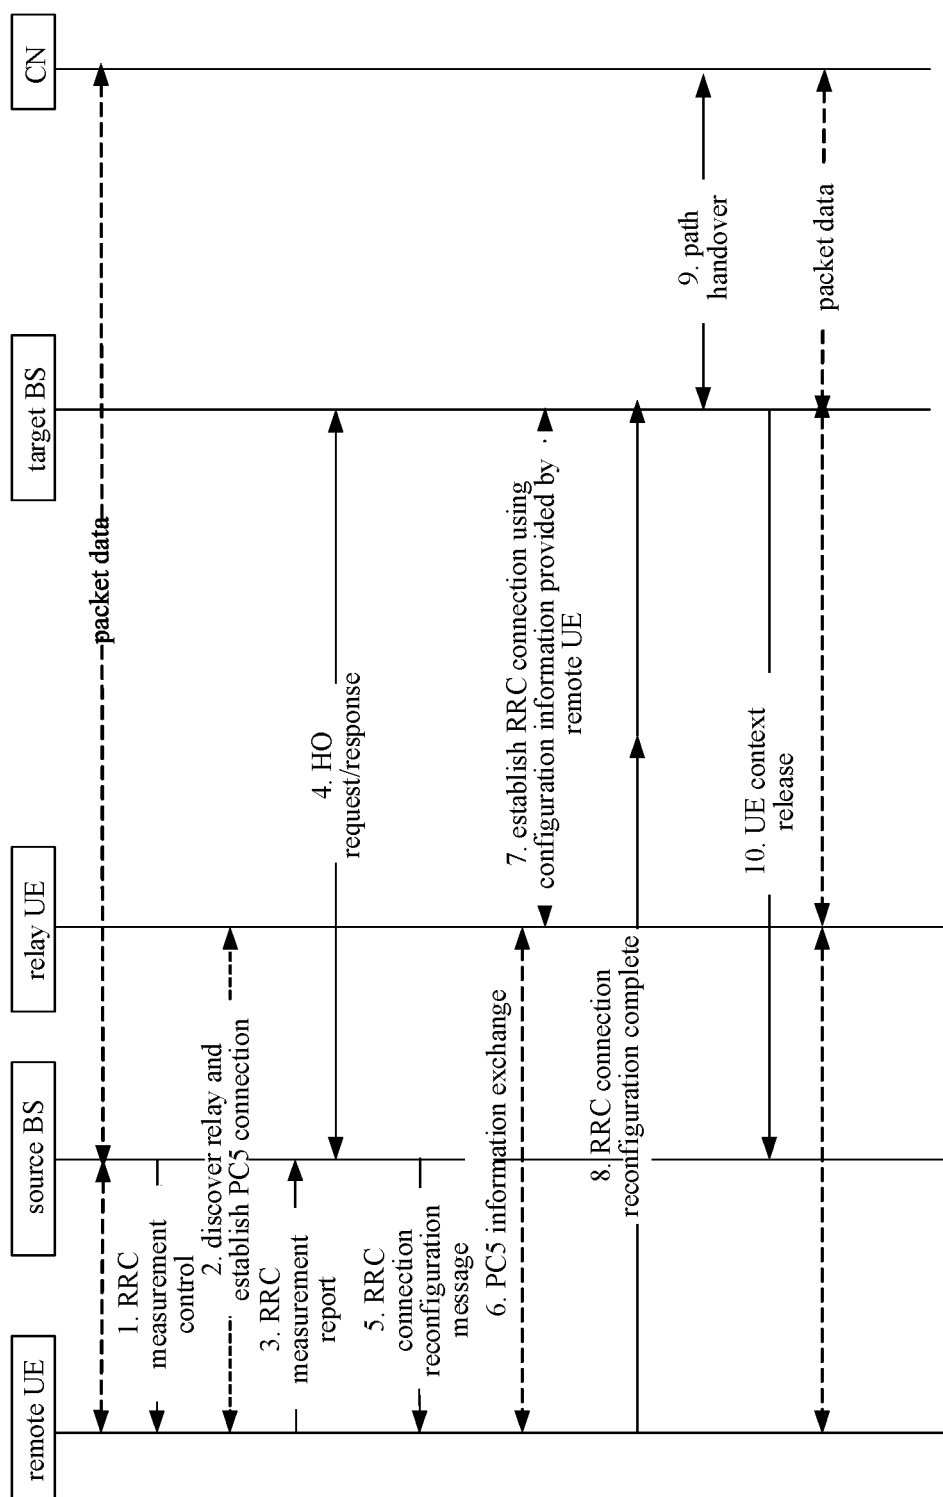 remote UE
source BS
relay UE
target BS
CN
packet data
1. RRC
measurement
control
2. discover relay and
establish PC5 connection
3. RRC
measurement
report
4. HO
request/response
5. RRC
connection
reconfiguration
message
6. PC5 information exchange
7. establish RRC connection using
configuration information provided by
remote UE
8. RRC connection
reconfiguration complete
9. path
handover
10. UE context
release
packet data